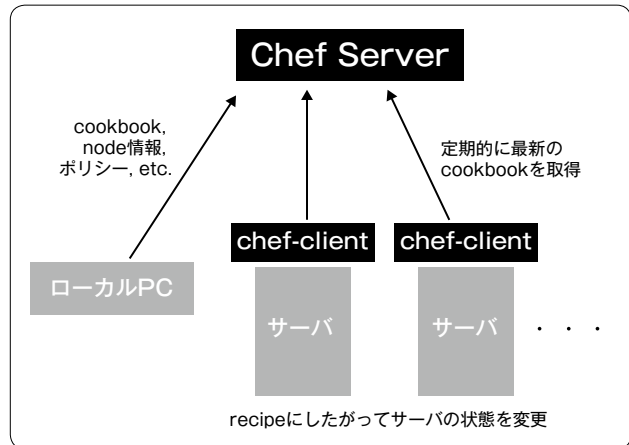 Chef Server
cookbook,
node情報,
ポリシー, etc.
定期的に最新の
cookbookを取得
chef-client
chef-client
ローカルPC
サーバ
サーバ
・・・
recipeにしたがってサーバの状態を変更